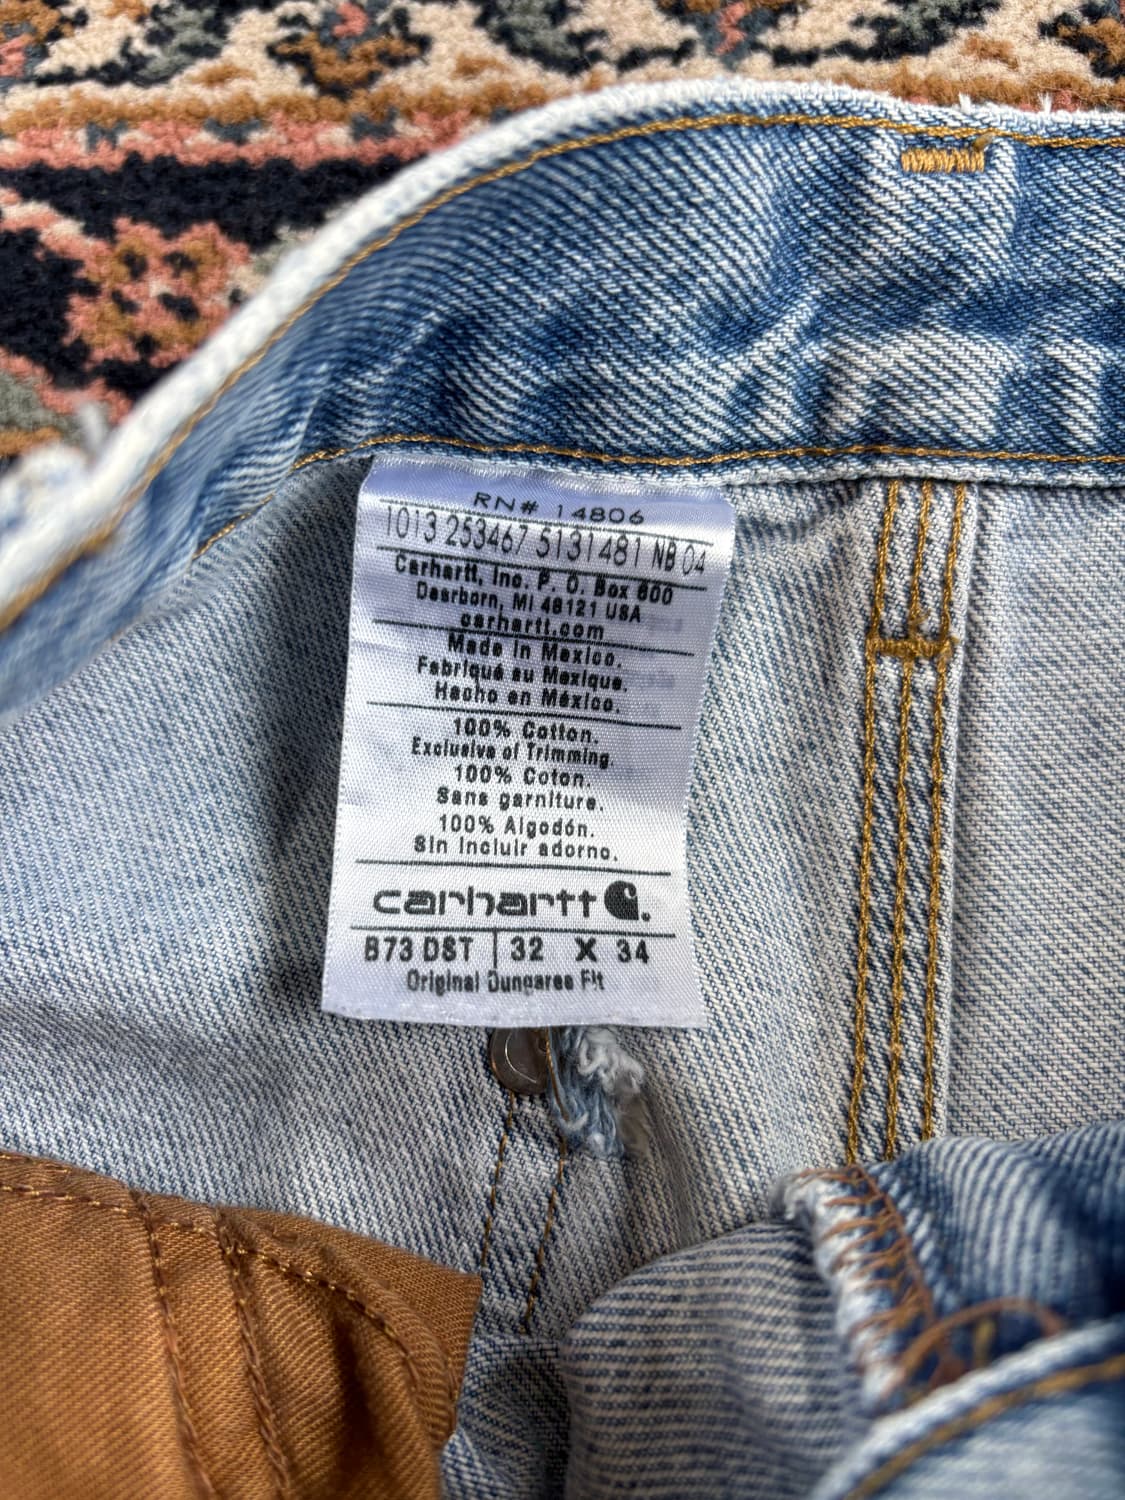 RN# 14806
1013 253467 5131481 NB 04
Carhartt, Inc. P. O. Box 600
Dearborn, MI 48121 USA
carhartt.com
Made in Mexico.
Fabriqué au Mexique.
Hecho en México.
100% Cotton.
Exclusive of Trimming.
100% Coton.
Sans garniture.
100% Algodón.
Sin incluir adorno.
carhartt
B73 DST 32 X 34
Original Dungaree Fit